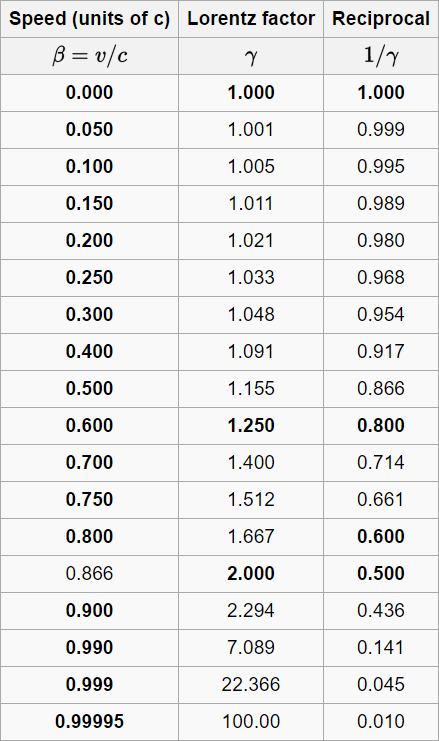 Speed (units of c) Lorentz factor Reciprocal
β = v/c γ 1/γ
0.000 1.000 1.000
0.050 1.001 0.999
0.100 1.005 0.995
0.150 1.011 0.989
0.200 1.021 0.980
0.250 1.033 0.968
0.300 1.048 0.954
0.400 1.091 0.917
0.500 1.155 0.866
0.600 1.250 0.800
0.700 1.400 0.714
0.750 1.512 0.661
0.800 1.667 0.600
0.866 2.000 0.500
0.900 2.294 0.436
0.990 7.089 0.141
0.999 22.366 0.045
0.99995 100.00 0.010